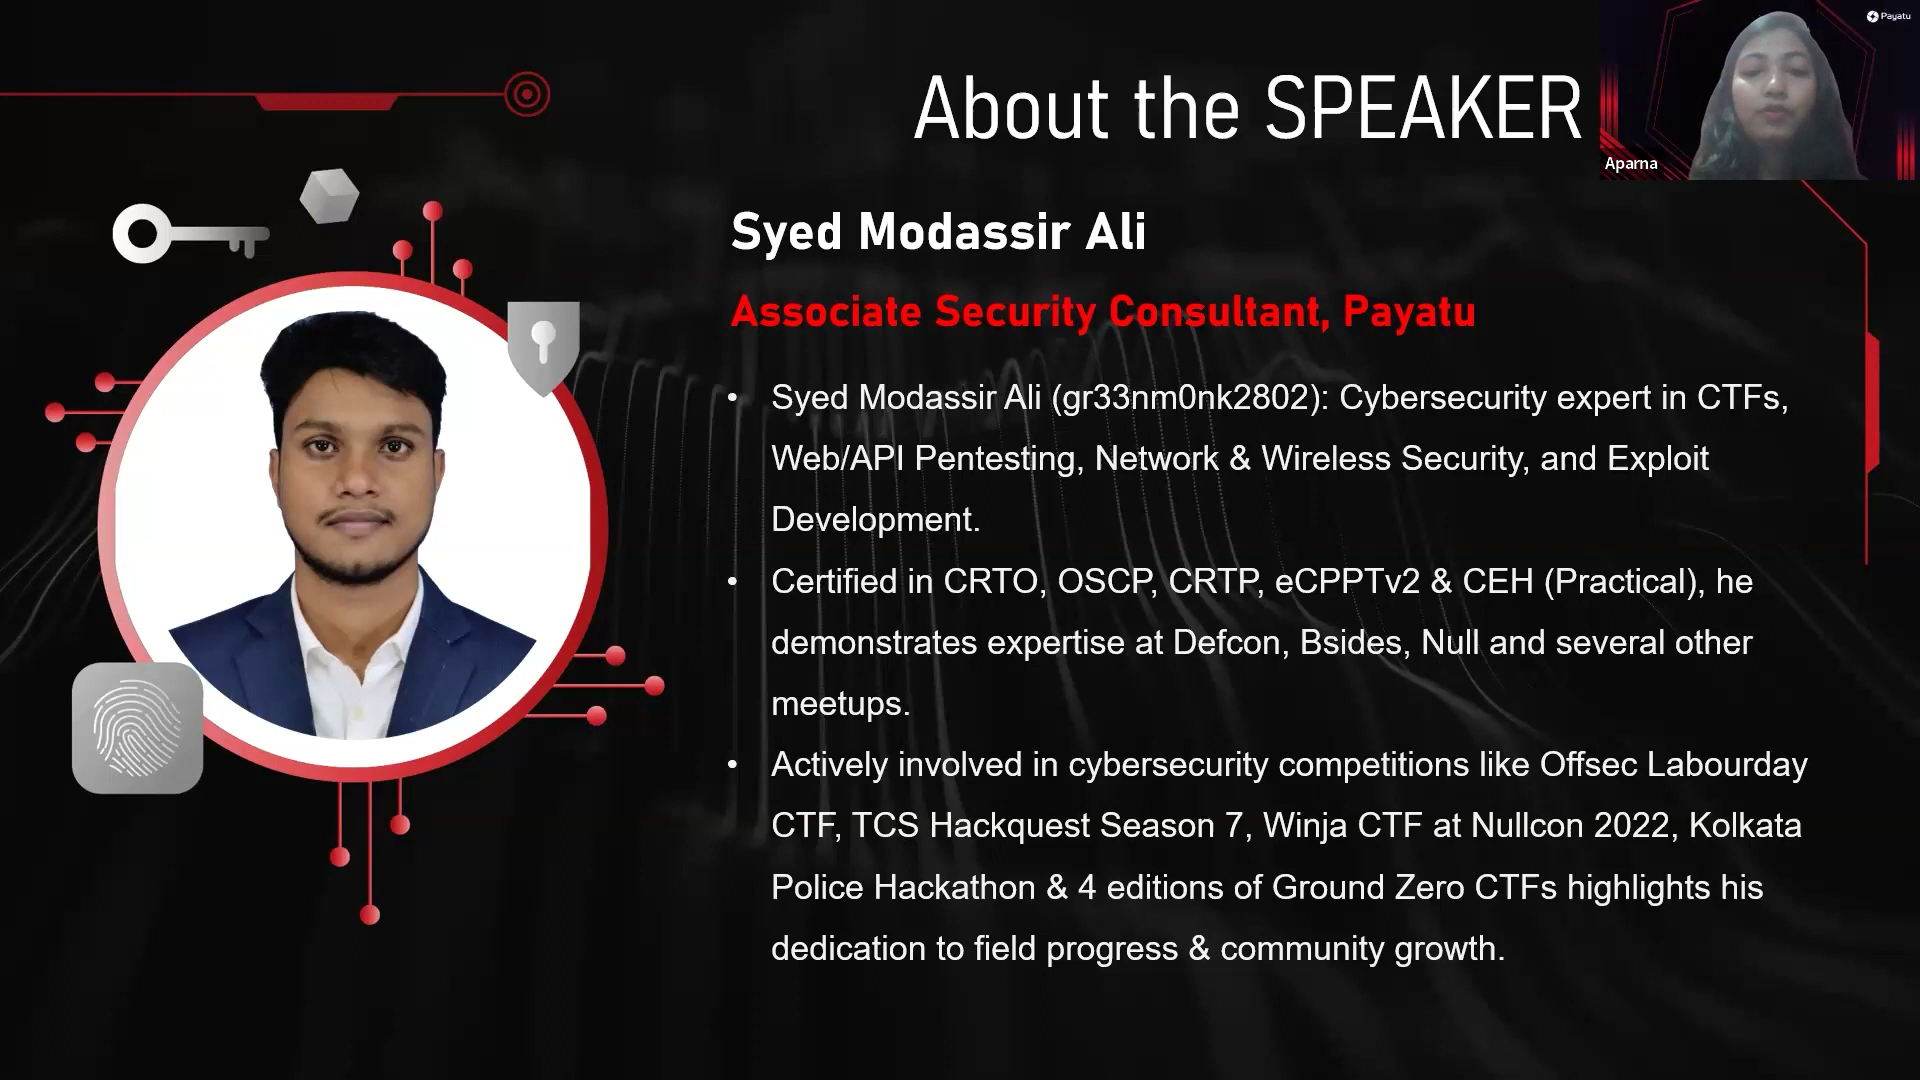 Payatu
About the SPEAKER
Aparna
Syed Modassir Ali
Associate Security Consultant, Payatu
• Syed Modassir Ali (gr33nm0nk2802): Cybersecurity expert in CTFs,
Web/API Pentesting, Network & Wireless Security, and Exploit
Development.
• Certified in CRTO, OSCP, CRTP, eCPPTv2 & CEH (Practical), he
demonstrates expertise at Defcon, Bsides, Null and several other
meetups.
• Actively involved in cybersecurity competitions like Offsec Labourday
CTF, TCS Hackquest Season 7, Winja CTF at Nullcon 2022, Kolkata
Police Hackathon & 4 editions of Ground Zero CTFs highlights his
dedication to field progress & community growth.